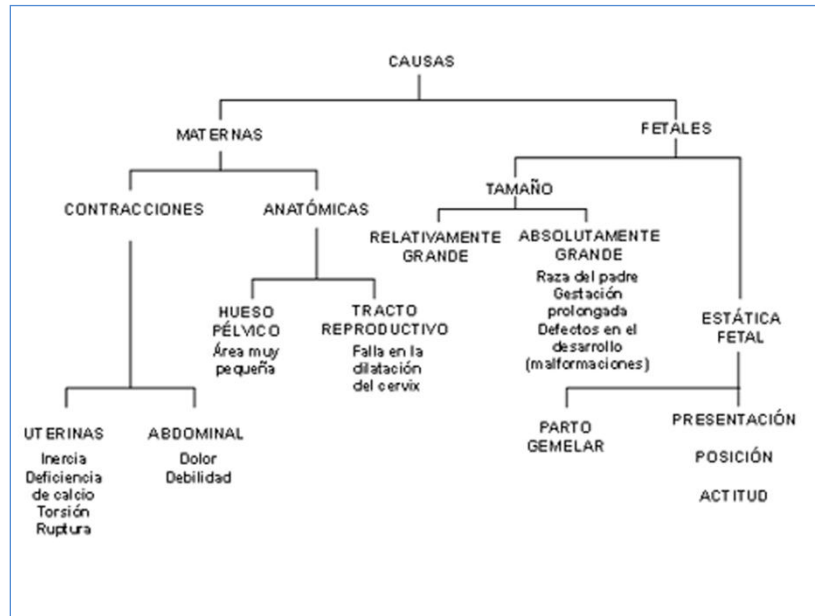 CAUSAS
MATERNAS
FETALES
CONTRACCIONES
ANATÓMICAS
TAMAÑO
RELATIVAMENTE
GRANDE
ABSOLUTAMENTE
GRANDE
Raza del padre
Gestación
prolongada
Defectos en el
desarrollo
(malformaciones)
HUESO
PÉLVICO
Área muy
pequeña
TRACTO
REPRODUCTIVO
Falla en la
dilatación
del cervix
ESTÁTICA
FETAL
UTERINAS
Inercia
Deficiencia
de calcio
Torsión
Ruptura
ABDOMINAL
Dolor
Debilidad
PARTO
GEMELAR
PRESENTACIÓN
POSICIÓN
ACTITUD